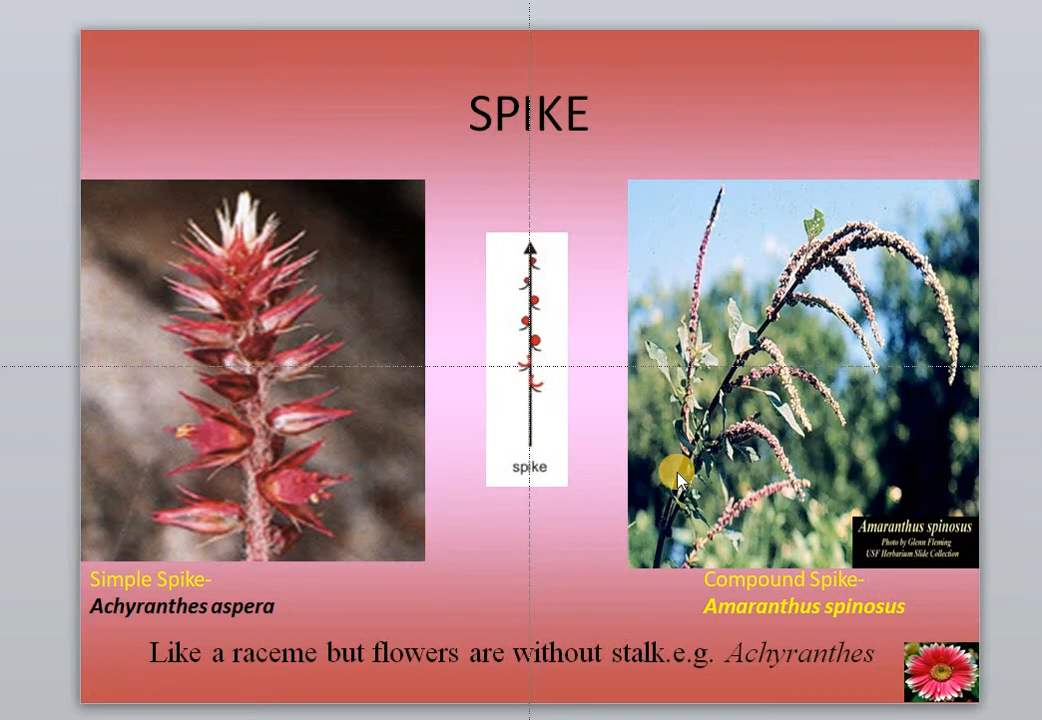 SPIKE
spike
Amaranthus spinosus
Photo by Glenn Fleming
USF Herbarium Slide Collection
Simple Spike-
Achyranthes aspera
Compound Spike-
Amaranthus spinosus
Like a raceme but flowers are without stalk.e.g. Achyranthes